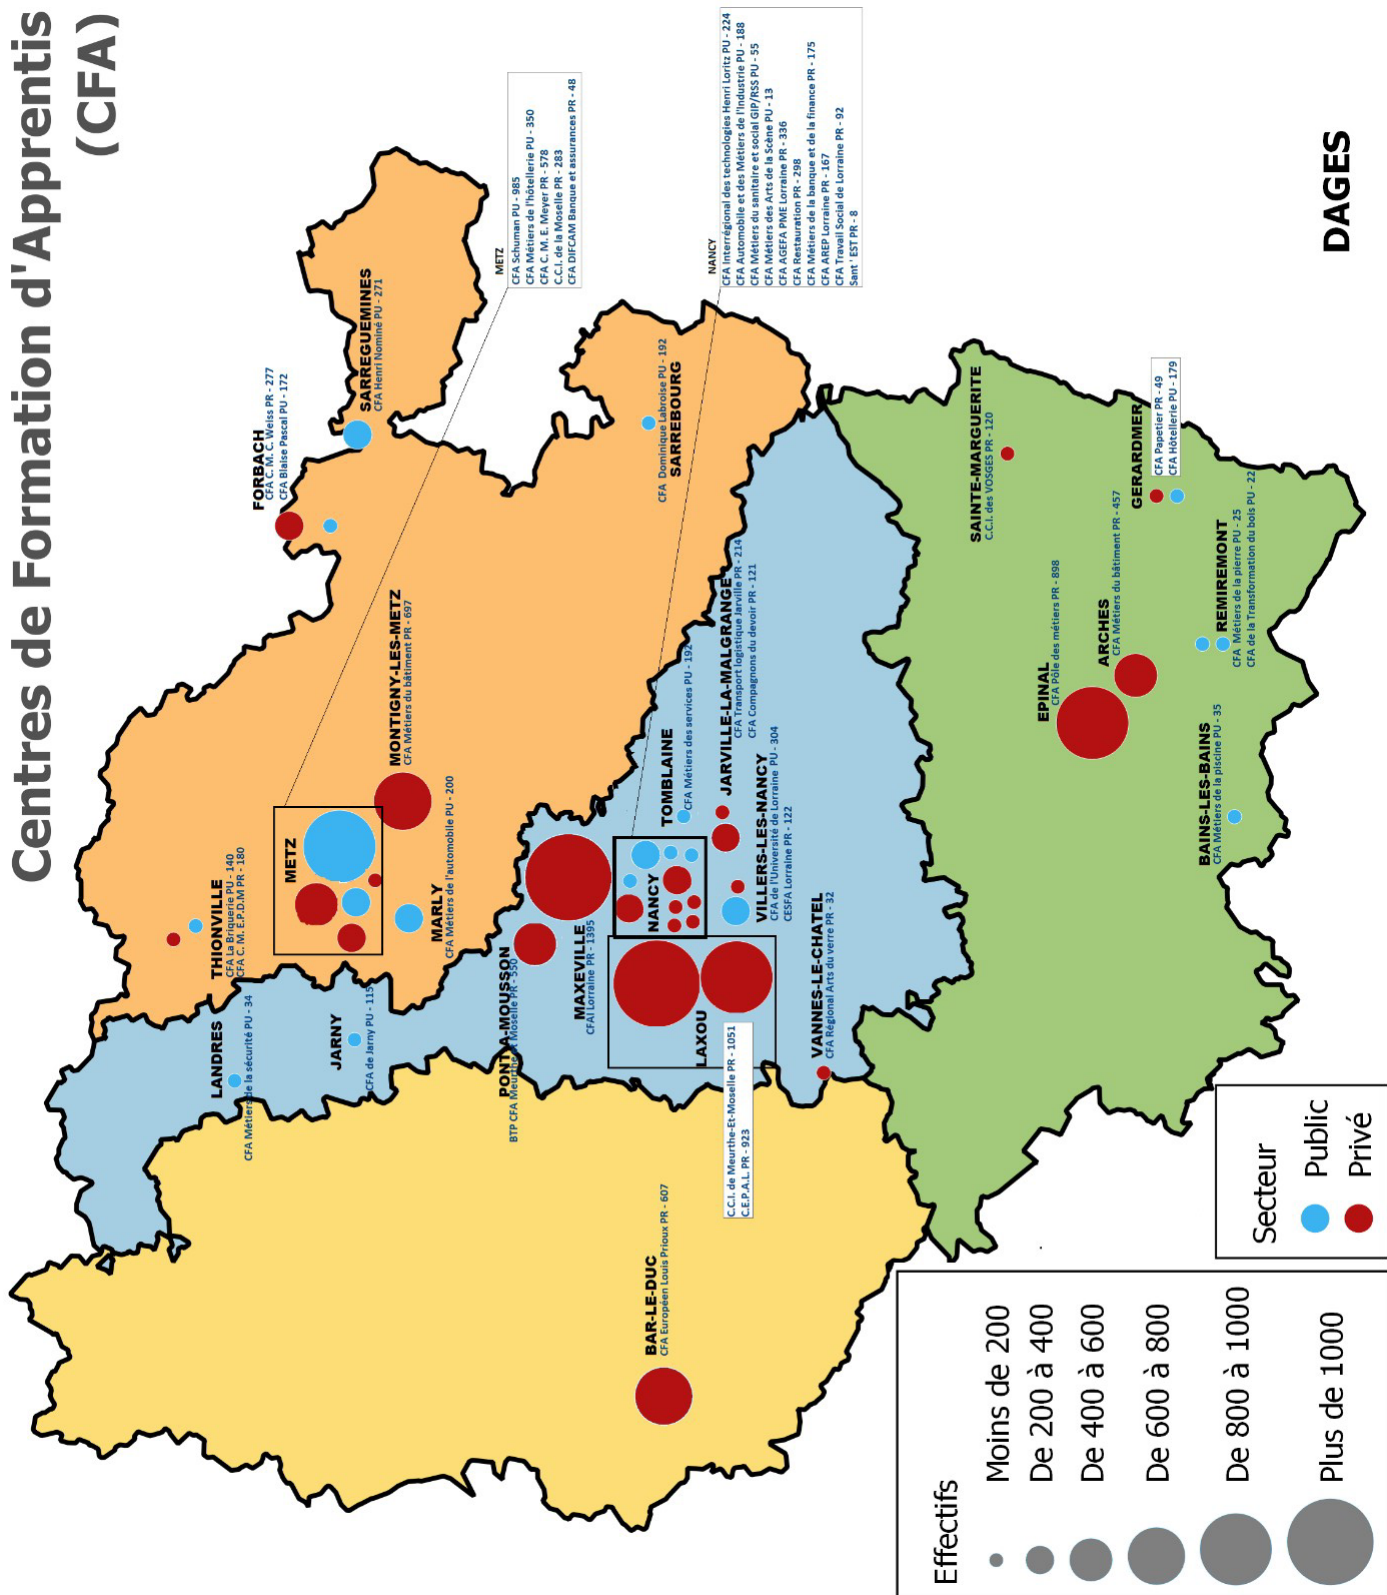 Centres de Formation d'Apprentis
(CFA)
METZ
CFA Schuman PU - 985
CFA Métiers de l'hôtellerie PU - 350
CFA C. M. E. Meyer PR - 578
C.C.I. de la Moselle PR - 283
CFA DIFCAM Banque et assurances PR - 48
NANCY
CFA interrégional des technologies Henri Loritz PU - 224
CFA Automobile et des Métiers de l'Industrie PU - 188
CFA Métiers du sanitaire et social GIP/RSS PU - 55
CFA Métiers des Arts de la Scène PU - 13
CFA AGEFA PME Lorraine PR - 336
CFA Restauration PR - 298
CFA Métiers de la banque et de la finance PR - 175
CFA AREP Lorraine PR - 167
CFA Travail Social de Lorraine PR - 92
Sant ' EST PR - 8
FORBACH
CFA C. M. C. Weiss PR - 277
CFA Blaise Pascal PU - 172
SARREGUEMINES
CFA Henri Nominé PU - 271
THIONVILLE
CFA La Briquerie PU - 140
CFA C. M. E.P.D.M PR - 180
METZ
MONTIGNY-LES-METZ
CFA Métiers du bâtiment PR - 697
MARLY
CFA Métiers de l'automobile PU - 200
CFA Dominique Labroise PU - 192
SARREBOURG
LANDRES
CFA Métiers de la sécurité PU - 34
JARNY
CFA de Jarny PU - 115
PONT-A-MOUSSON
BTP CFA Meurthe et Moselle PR - 550
MAXEVILLE
CFAI Lorraine PR - 1395
NANCY
TOMBLAINE
CFA Métiers des services PU - 192
JARVILLE-LA-MALGRANGE
CFA Transport logistique Jarville PR - 214
CFA Compagnons du devoir PR - 121
VILLERS-LES-NANCY
CFA de l'Université de Lorraine PU - 304
CESFA Lorraine PR - 122
LAXOU
C.C.I. de Meurthe-Et-Moselle PR - 1051
C.E.P.A.L. PR - 923
VANNES-LE-CHATEL
CFA Régional Arts du verre PR - 32
BAR-LE-DUC
CFA Européen Louis Prioux PR - 607
SAINTE-MARGUERITE
C.C.I. des VOSGES PR - 120
EPINAL
CFA Pôle des métiers PR - 898
ARCHES
CFA Métiers du bâtiment PR - 457
GERARDMER
CFA Papetier PR - 49
CFA Hôtellerie PU - 179
REMIREMONT
CFA Métiers de la pierre PU - 25
CFA de la Transformation du bois PU - 22
BAINS-LES-BAINS
CFA Métiers de la piscine PU - 35
DAGES
Effectifs
Moins de 200
De 200 à 400
De 400 à 600
De 600 à 800
De 800 à 1000
Plus de 1000
Secteur
Public
Privé